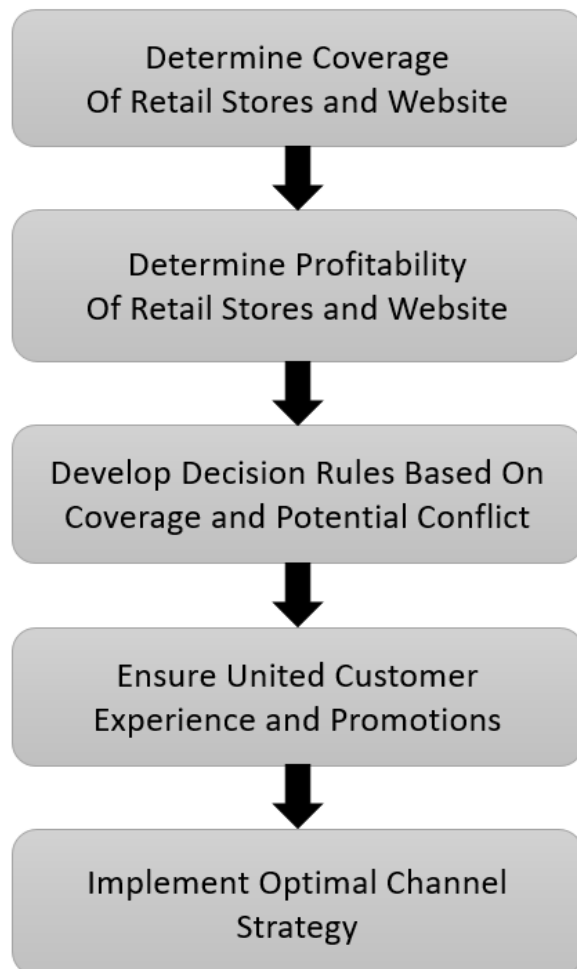 Determine Coverage
Of Retail Stores and Website
Determine Profitability
Of Retail Stores and Website
Develop Decision Rules Based On
Coverage and Potential Conflict
Ensure United Customer
Experience and Promotions
Implement Optimal Channel
Strategy